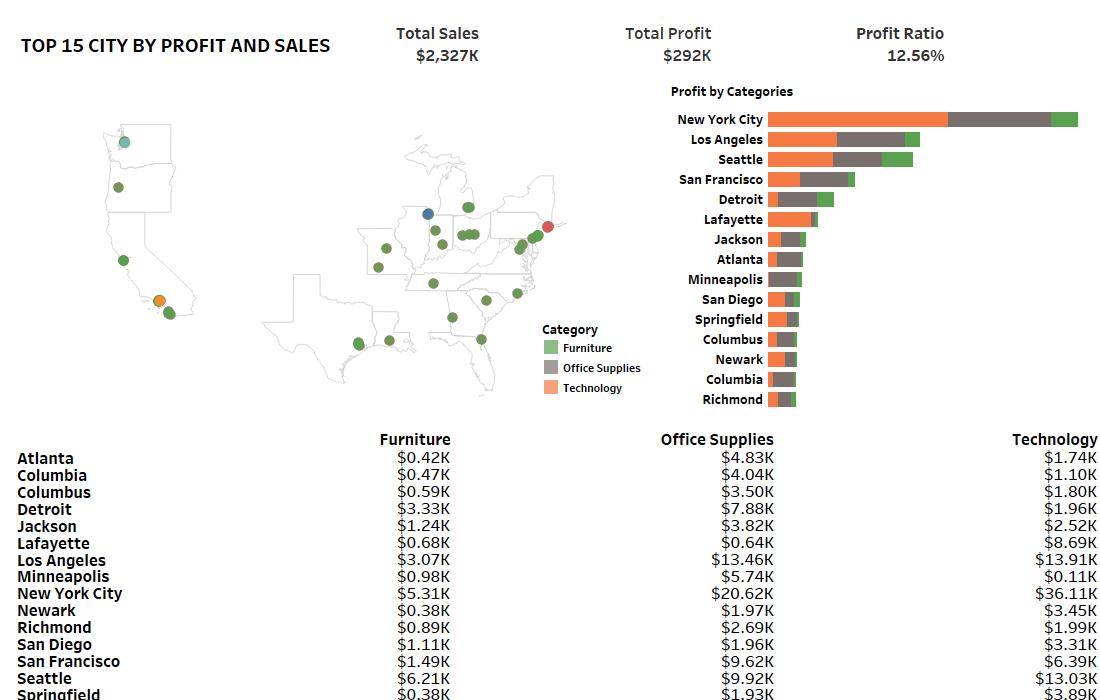 TOP 15 CITY BY PROFIT AND SALES
Total Sales
$2,327K
Total Profit
$292K
Profit Ratio
12.56%
Profit by Categories
New York City
Los Angeles
Seattle
San Francisco
Detroit
Lafayette
Jackson
Atlanta
Minneapolis
San Diego
Springfield
Columbus
Newark
Columbia
Richmond
Category
Furniture
Office Supplies
Technology
Furniture Office Supplies Technology
Atlanta $0.42K $4.83K $1.74K
Columbia $0.47K $4.04K $1.10K
Columbus $0.59K $3.50K $1.80K
Detroit $3.33K $7.88K $1.96K
Jackson $1.24K $3.82K $2.52K
Lafayette $0.68K $0.64K $8.69K
Los Angeles $3.07K $13.46K $13.91K
Minneapolis $0.98K $5.74K $0.11K
New York City $5.31K $20.62K $36.11K
Newark $0.38K $1.97K $3.45K
Richmond $0.89K $2.69K $1.99K
San Diego $1.11K $1.96K $3.31K
San Francisco $1.49K $9.62K $6.39K
Seattle $6.21K $9.92K $13.03K
Springfield $0.38K $1.93K $3.89K